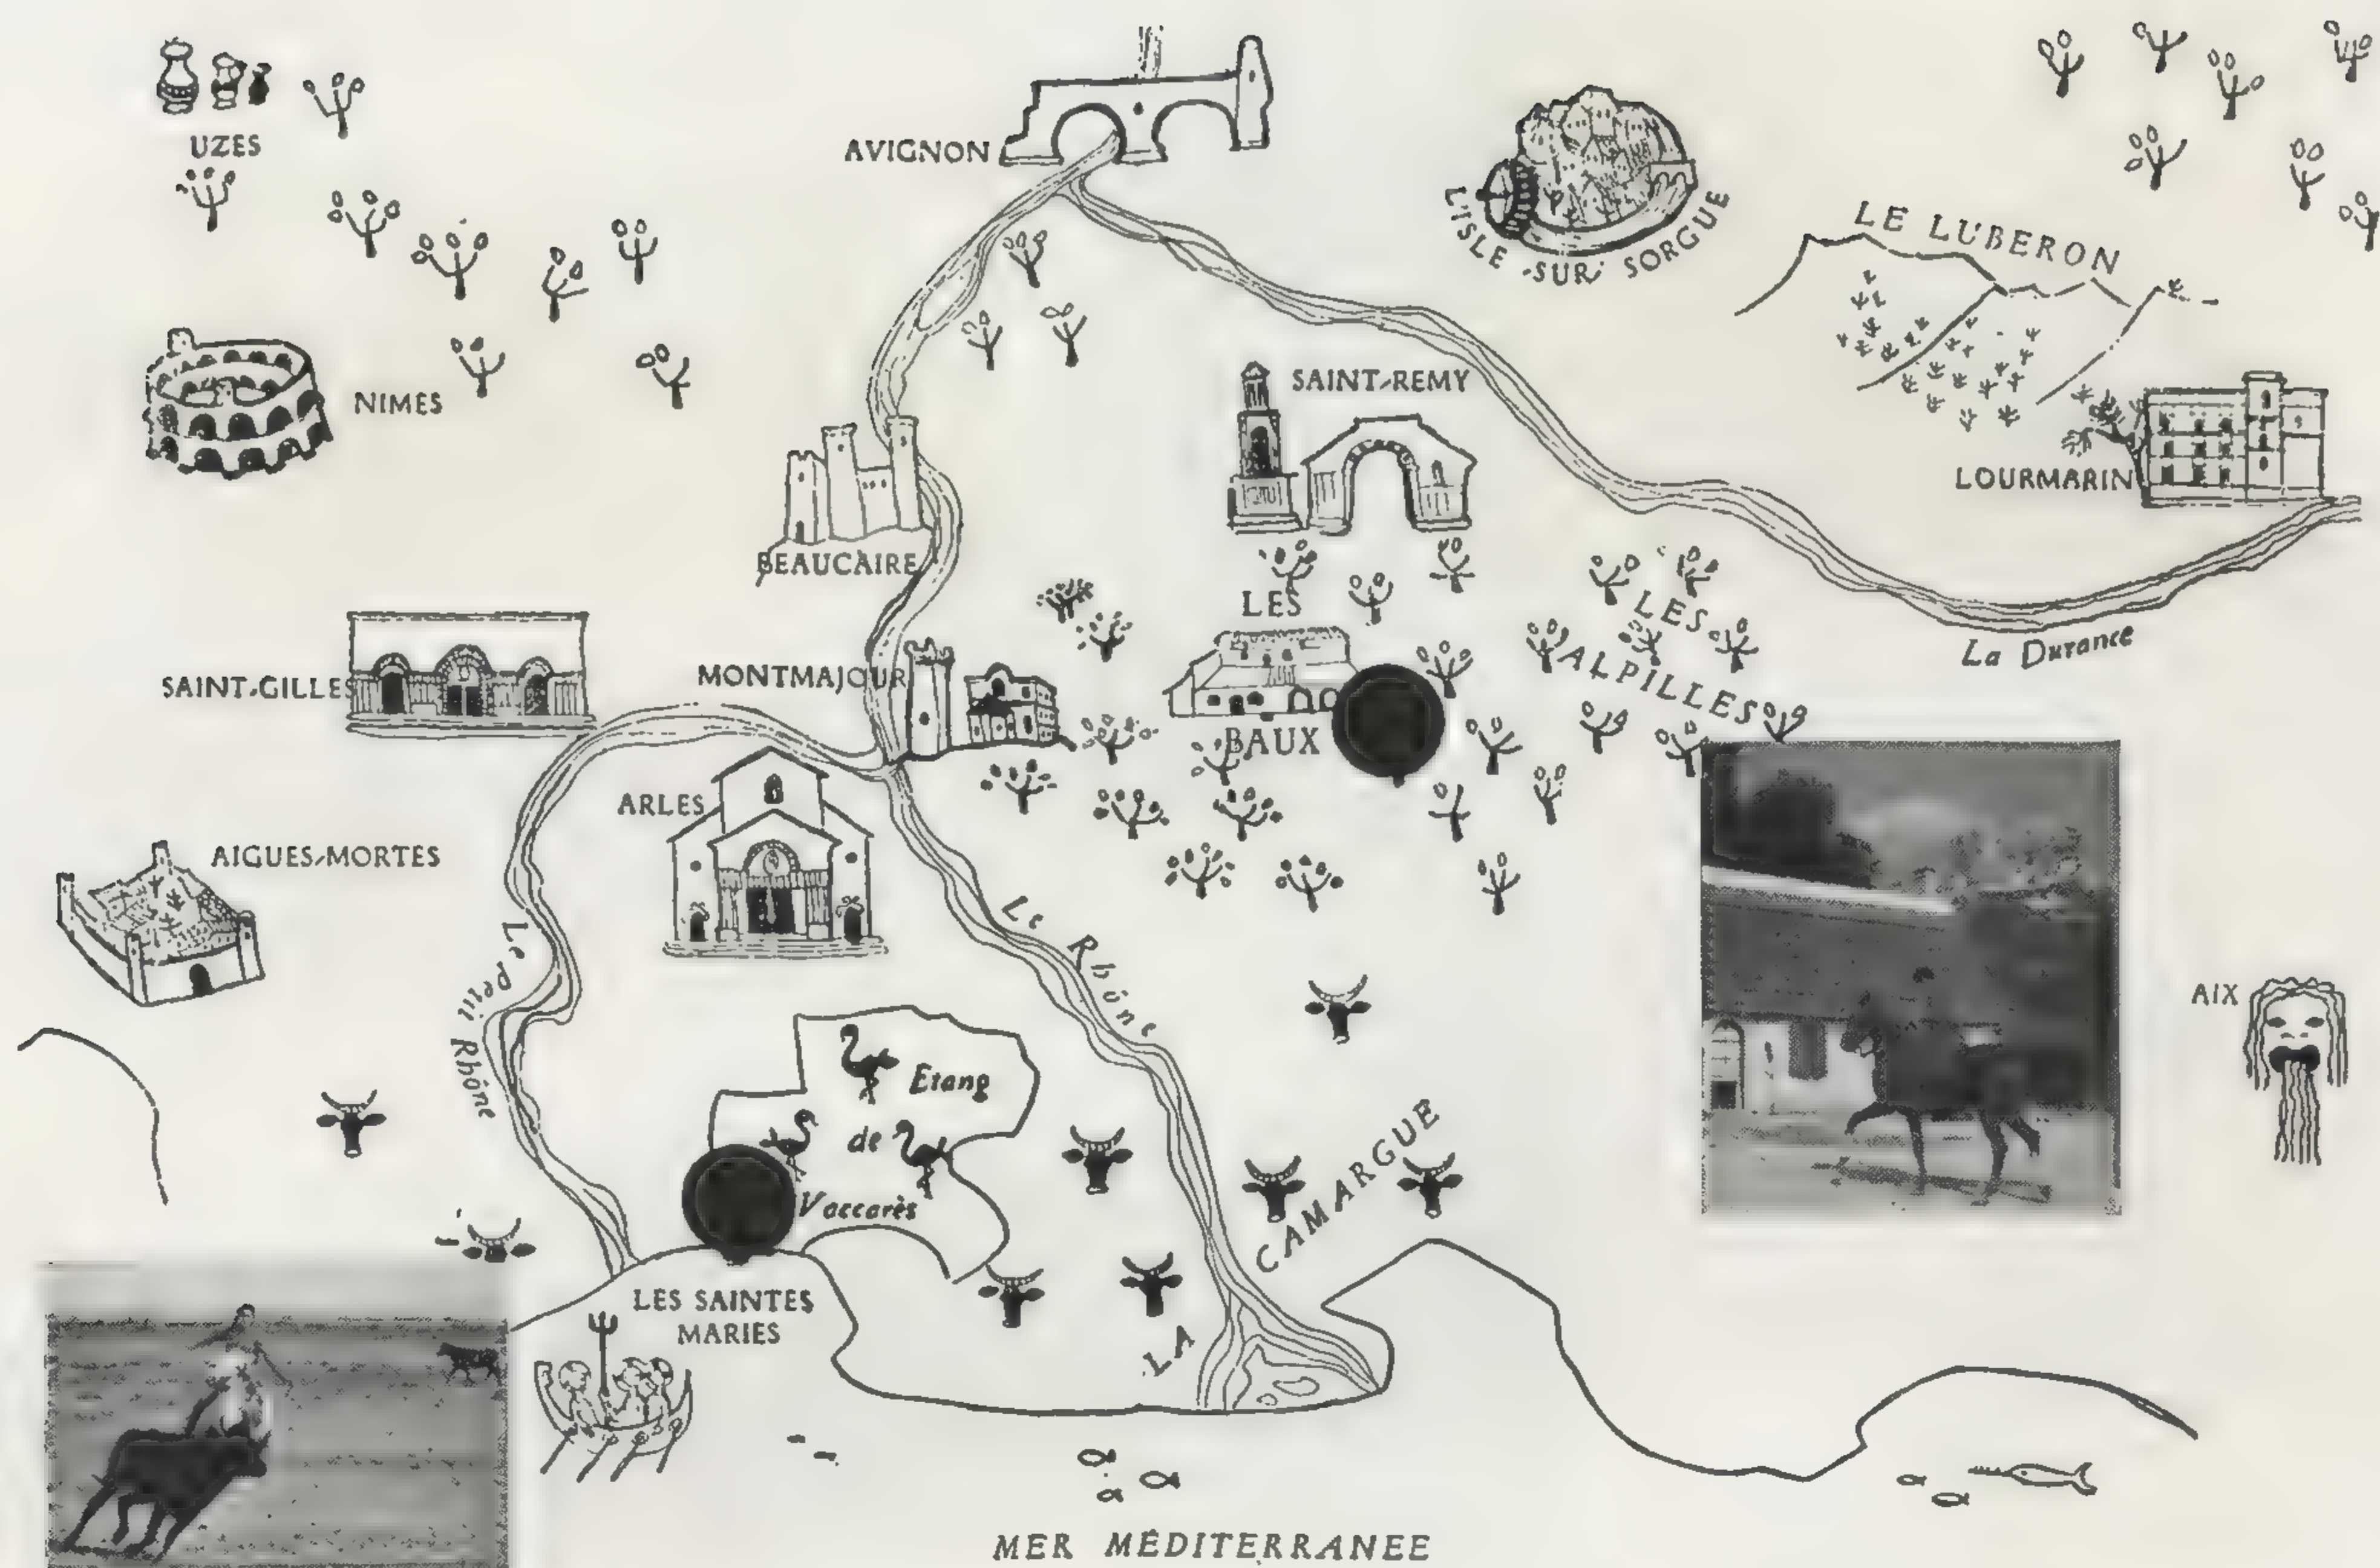 UZES
AVIGNON
L'ISLE-SUR-SORGUE
LE LUBERON
NIMES
SAINT-REMY
LOURMARIN
BEAUCAIRE
LES
BAUX
LES
ALPILLES
La Durance
SAINT-GILLES
MONTMAJOUR
ARLES
AIGUES-MORTES
Le Petit Rhône
Le Rhône
AIX
Etang
de
Vaccarès
LA CAMARGUE
LES SAINTES
MARIES
MER MÉDITERRANEE